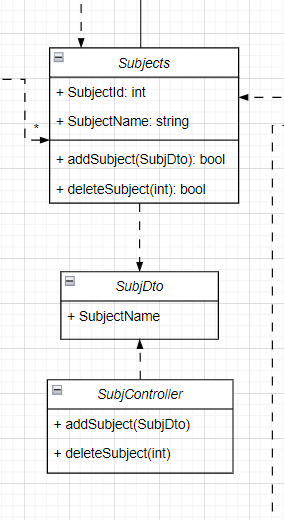 Subjects
+ SubjectId: int
+ SubjectName: string
*
+ addSubject(SubjDto): bool
+ deleteSubject(int): bool
SubjDto
+ SubjectName
SubjController
+ addSubject(SubjDto)
+ deleteSubject(int)